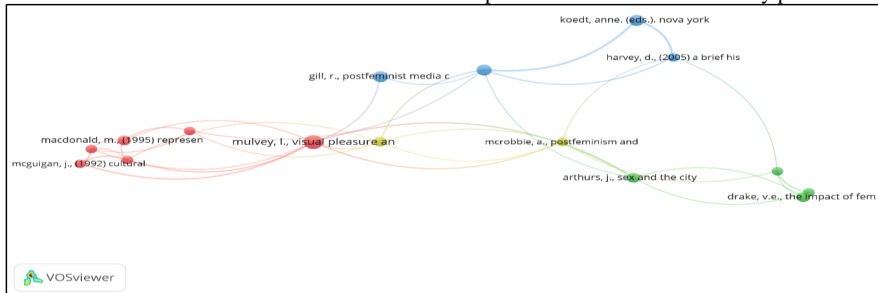 koedt, anne. (eds.). nova york
harvey, d., (2005) a brief his
gill, r., postfeminist media c
macdonald, m., (1995) represen
mulvey, l., visual pleasure an
mcrobbie, a., postfeminism and
mcguigan, j., (1992) cultural
arthurs, j., sex and the city
drake, v.e., the impact of fem
VOSviewer